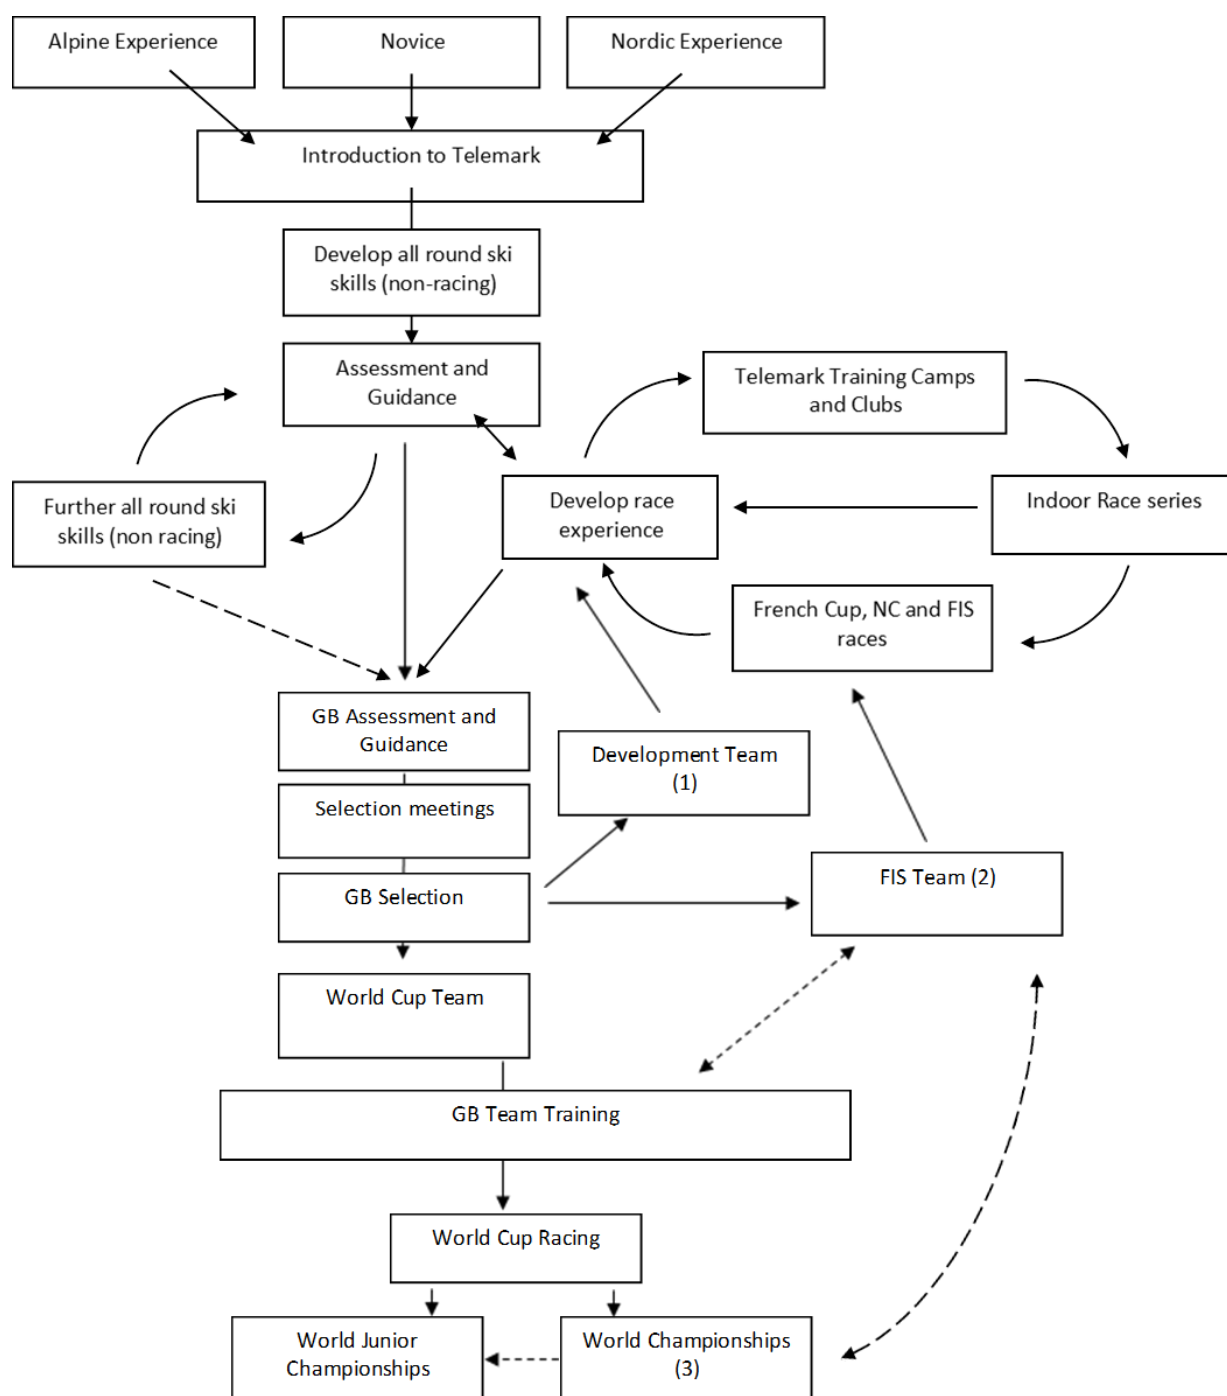 Alpine Experience
Novice
Nordic Experience
Introduction to Telemark
Develop all round ski
skills (non-racing)
Assessment and
Guidance
Telemark Training Camps
and Clubs
Further all round ski
skills (non racing)
Develop race
experience
Indoor Race series
French Cup, NC and FIS
races
GB Assessment and
Guidance
Development Team
(1)
Selection meetings
GB Selection
FIS Team (2)
World Cup Team
GB Team Training
World Cup Racing
World Junior
Championships
World Championships
(3)